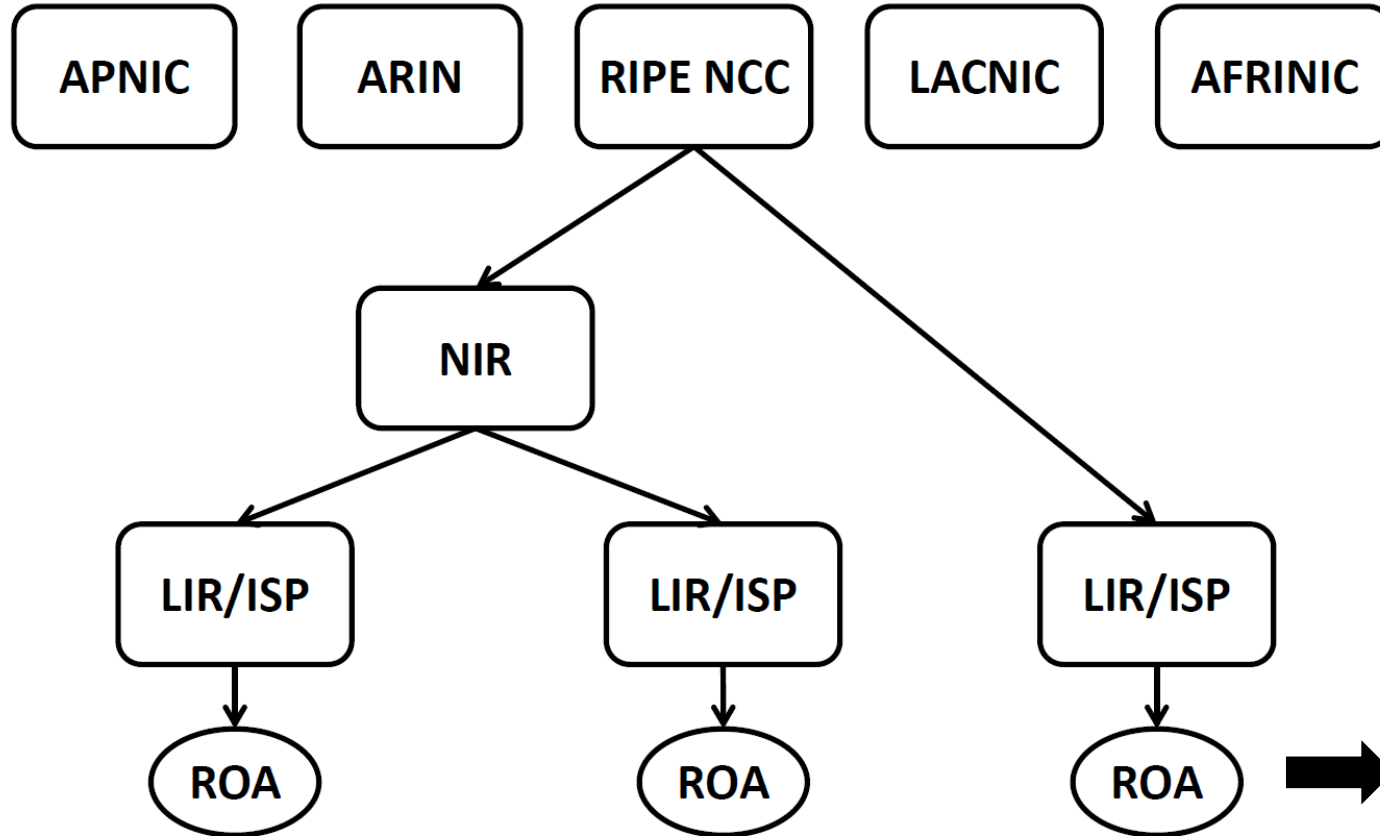 APNIC
ARIN
RIPE NCC
LACNIC
AFRINIC
NIR
LIR/ISP
LIR/ISP
LIR/ISP
ROA
ROA
ROA